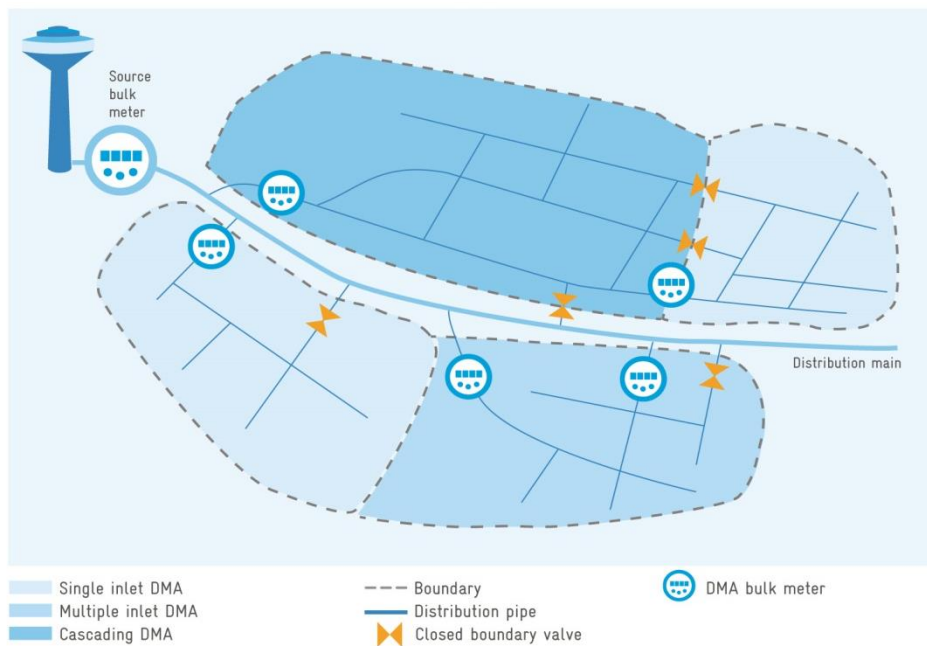 Source
bulk
meter
Distribution main
Single inlet DMA
Multiple inlet DMA
Cascading DMA
Boundary
Distribution pipe
Closed boundary valve
DMA bulk meter